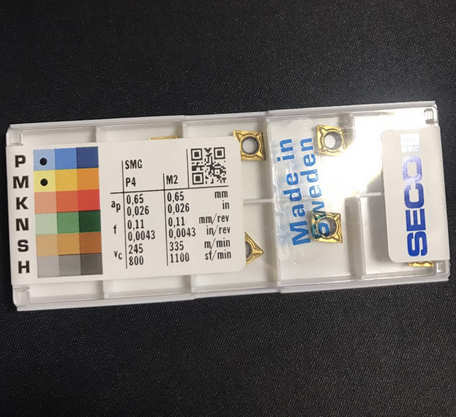 P
M
K
N
S
H
SMG
P4 M2
ap 0,65 0,65 mm
0,026 0,026 in
f 0,11 0,11 mm/rev
0,0043 0,0043 in/rev
vc 245 335 m/min
800 1100 sf/min
Made in
Sweden
SECO